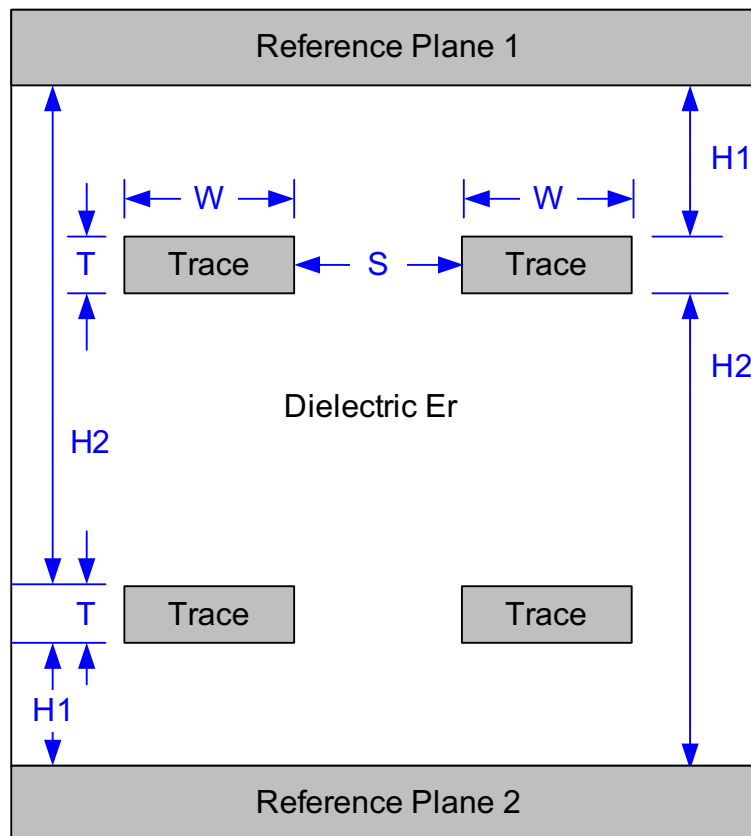 Reference Plane 1
H1
W
W
T
Trace
S
Trace
H2
Dielectric Er
H2
T
Trace
Trace
H1
Reference Plane 2